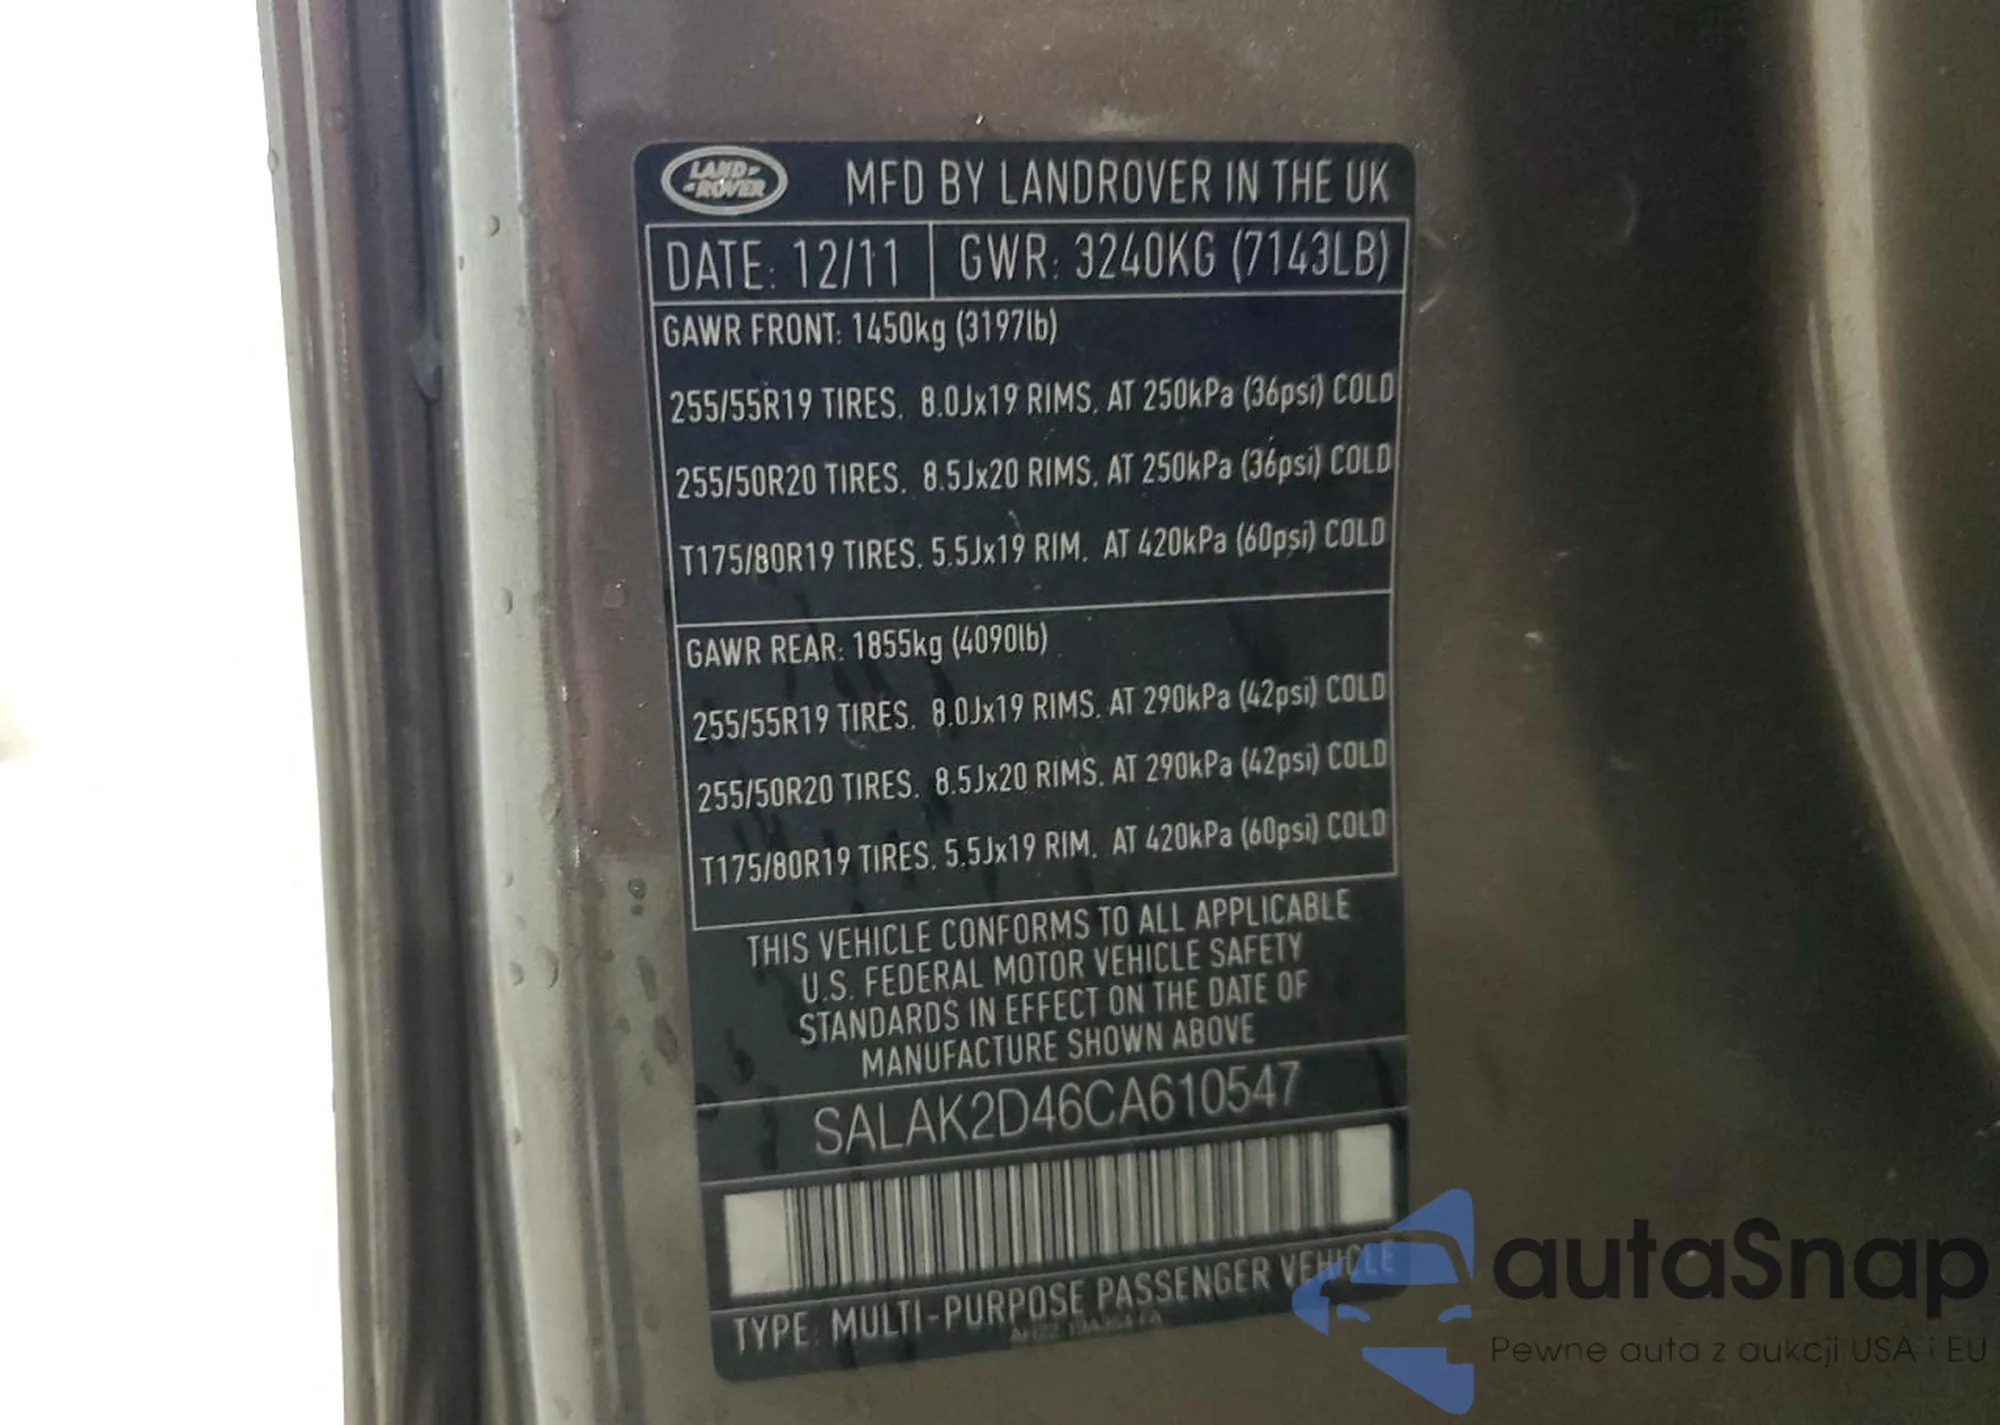 LAND ROVER
MFD BY LANDROVER IN THE UK
DATE: 12/11
GWR: 3240KG (7143LB)
GAWR FRONT: 1450kg (3197lb)
255/55R19 TIRES. 8.0Jx19 RIMS. AT 250kPa (36psi) COLD
255/50R20 TIRES. 8.5Jx20 RIMS. AT 250kPa (36psi) COLD
T175/80R19 TIRES. 5.5Jx19 RIM. AT 420kPa (60psi) COLD
GAWR REAR: 1855kg (4090lb)
255/55R19 TIRES. 8.0Jx19 RIMS. AT 290kPa (42psi) COLD
255/50R20 TIRES. 8.5Jx20 RIMS. AT 290kPa (42psi) COLD
T175/80R19 TIRES. 5.5Jx19 RIM. AT 420kPa (60psi) COLD
THIS VEHICLE CONFORMS TO ALL APPLICABLE
U.S. FEDERAL MOTOR VEHICLE SAFETY
STANDARDS IN EFFECT ON THE DATE OF
MANUFACTURE SHOWN ABOVE
SALAK2D46CA610547
TYPE: MULTI-PURPOSE PASSENGER VEHICLE
autaSnap
Pewne auta z aukcji USA i EU